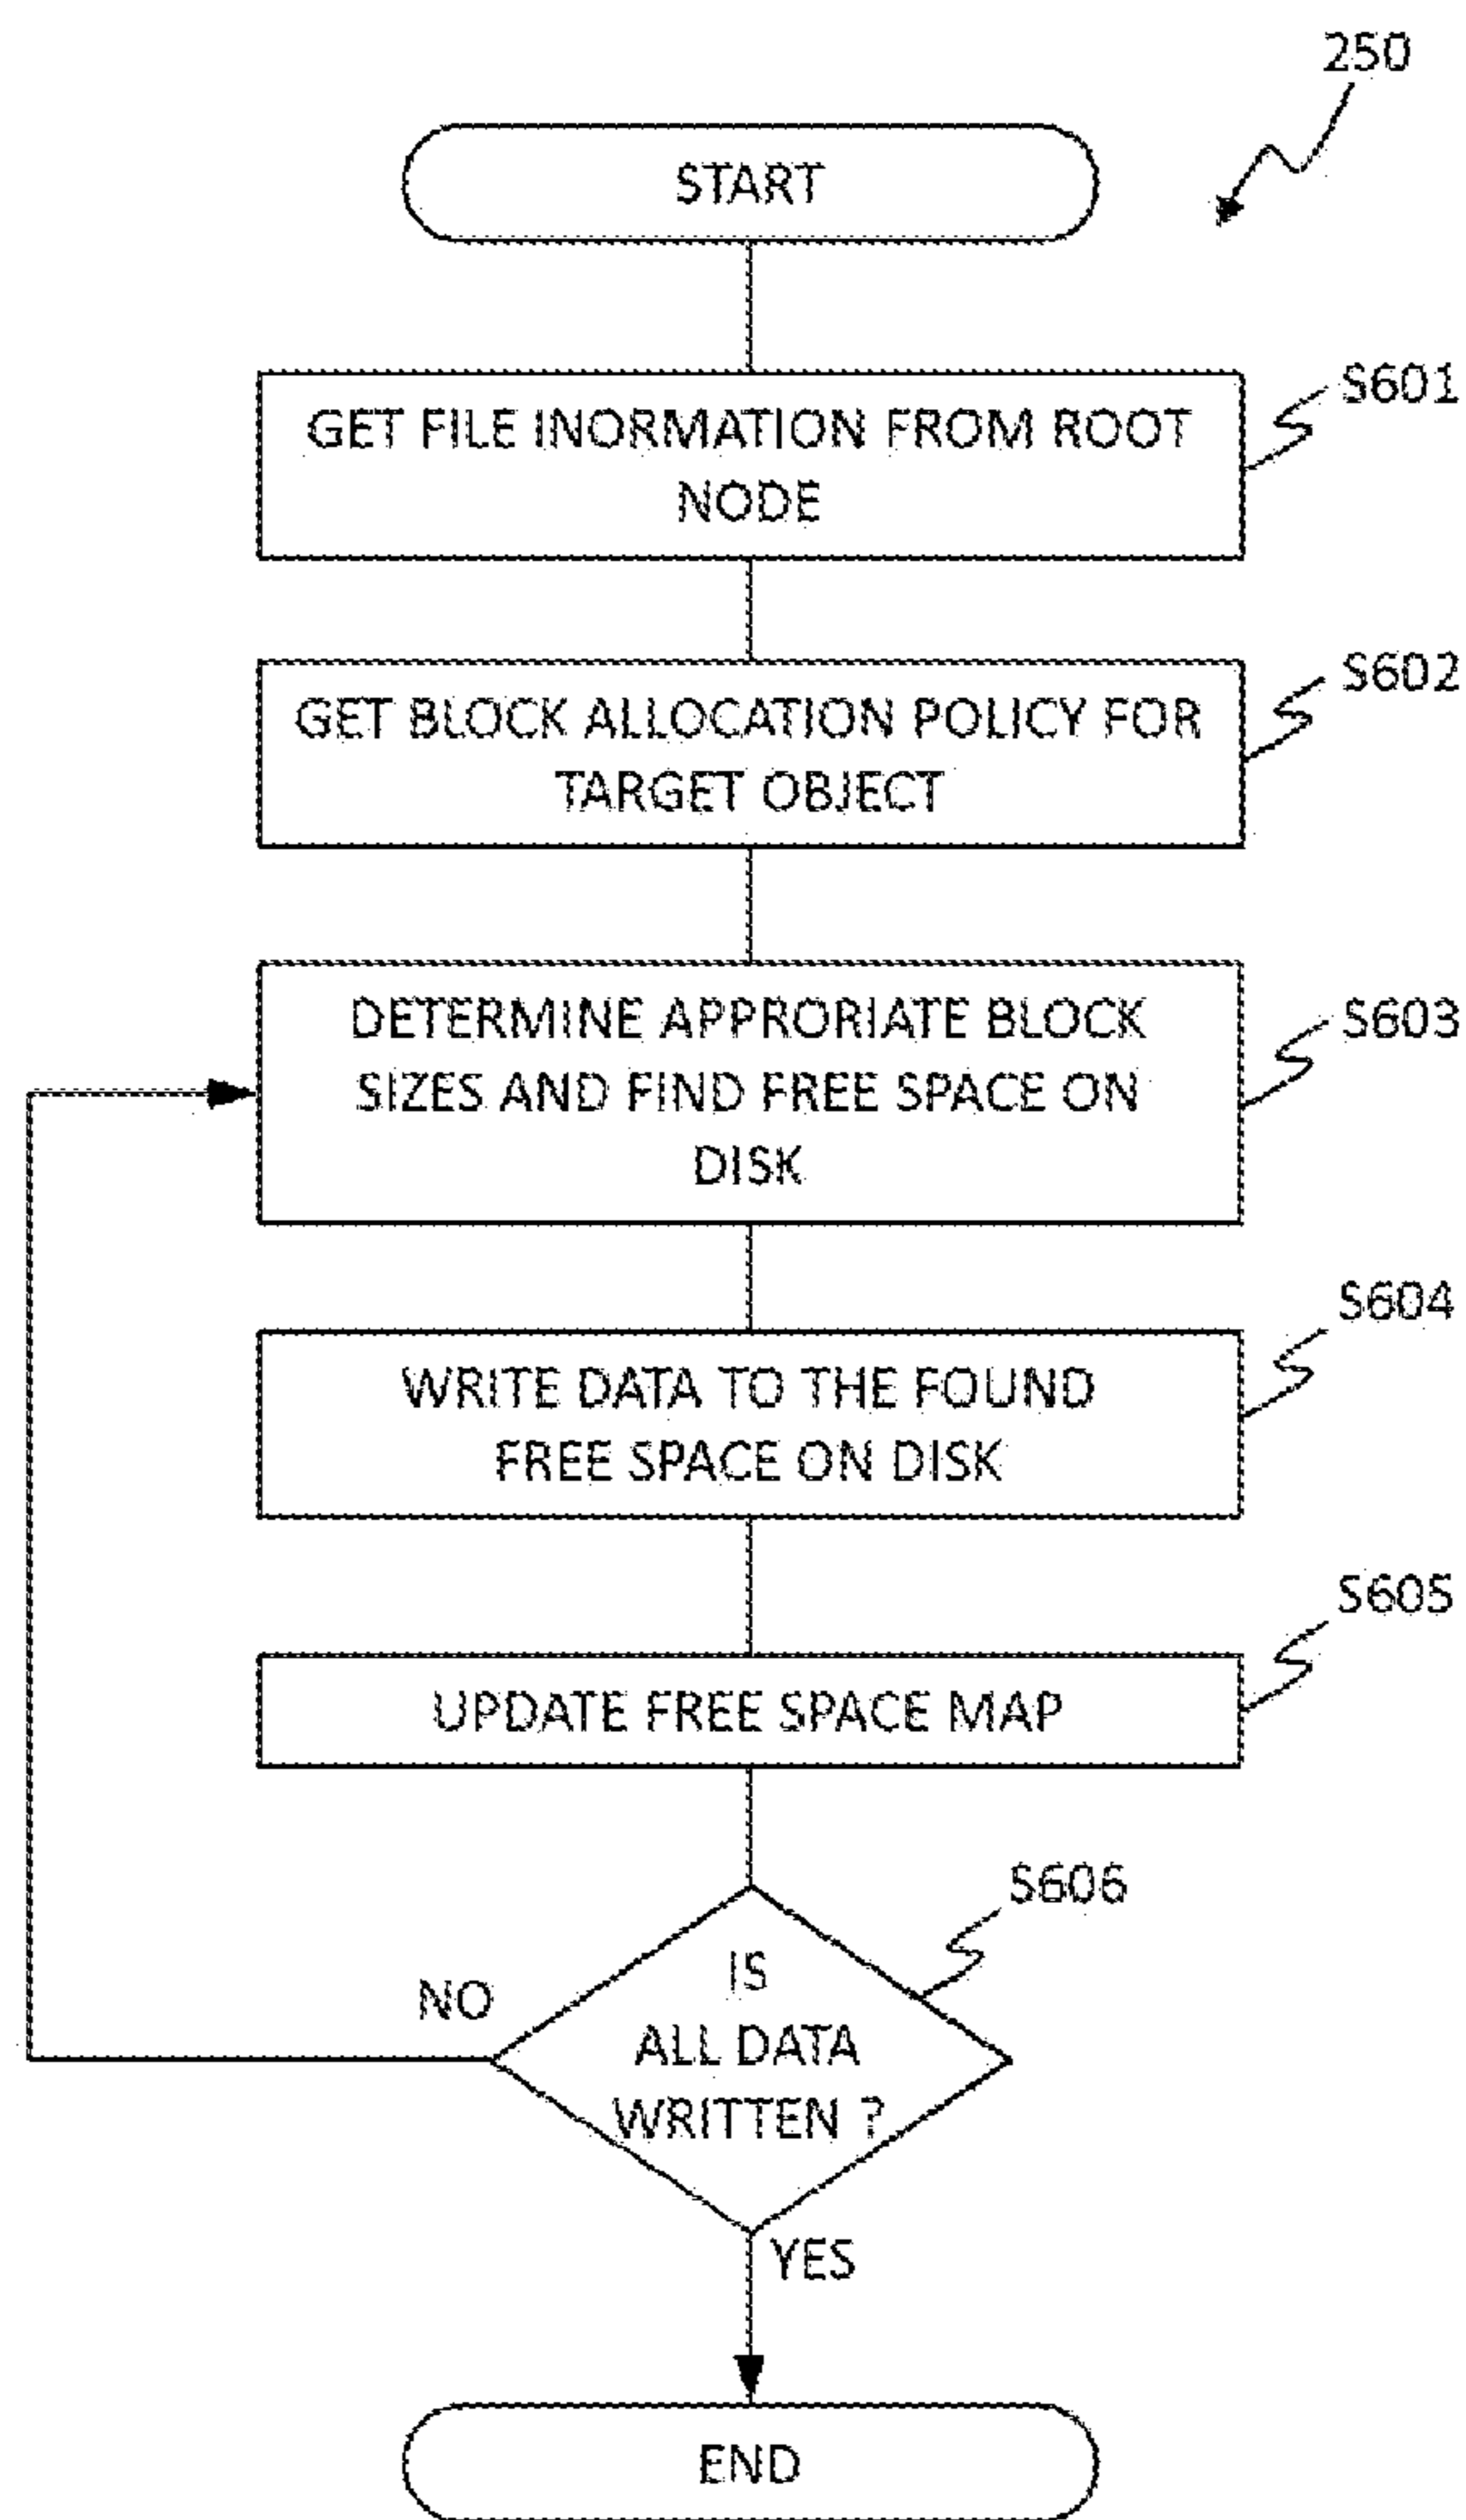 250
START
S601
GET FILE INORMATION FROM ROOT
NODE
S602
GET BLOCK ALLOCATION POLICY FOR
TARGET OBJECT
S603
DETERMINE APPRORIATE BLOCK
SIZES AND FIND FREE SPACE ON
DISK
S604
WRITE DATA TO THE FOUND
FREE SPACE ON DISK
S605
UPDATE FREE SPACE MAP
S606
IS
ALL DATA
WRITTEN ?
NO
YES
END